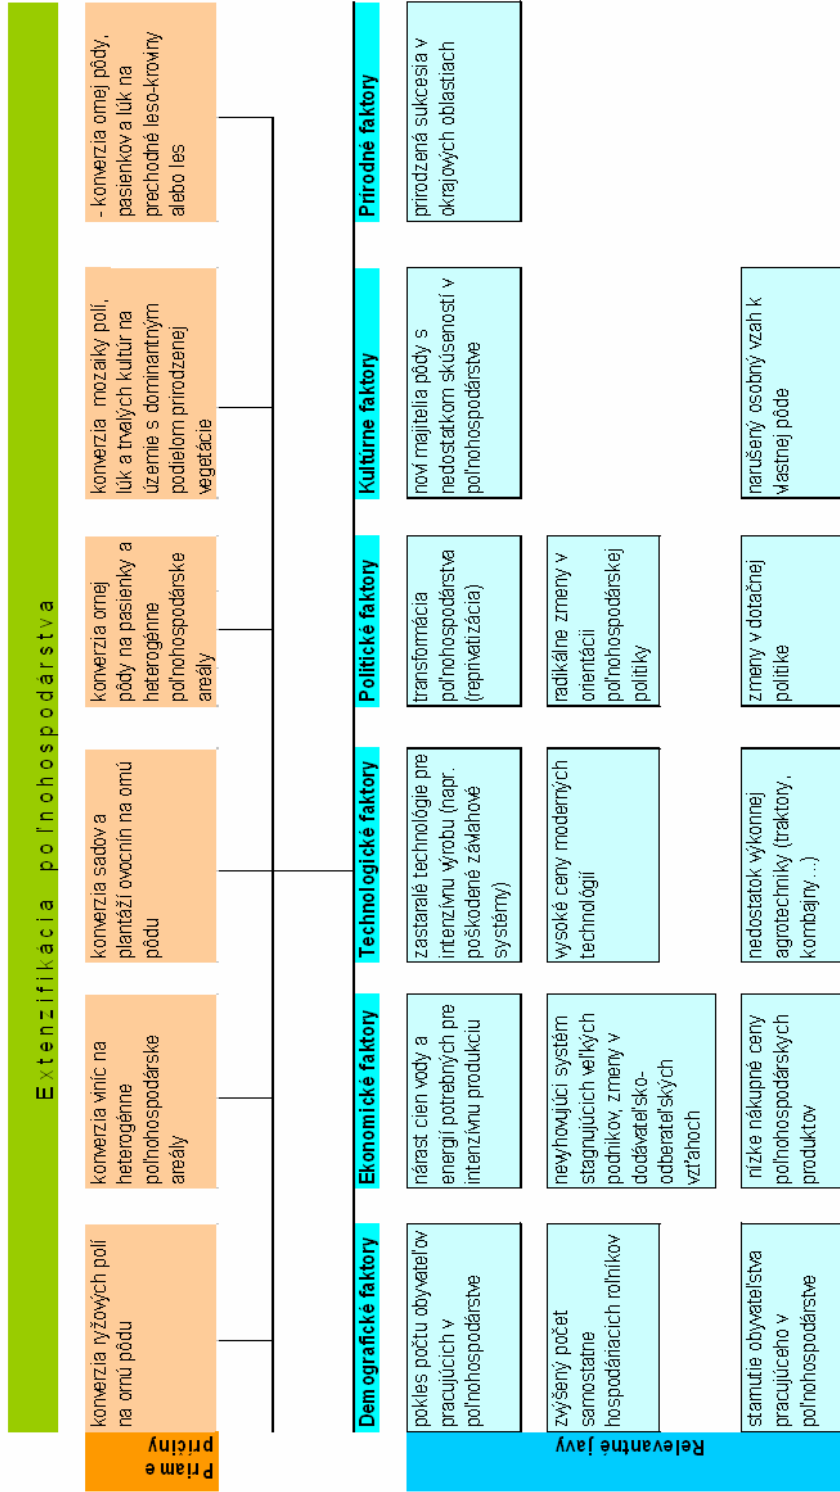 Extenzifikácia poľnohospodárstva
Priame
príčiny
konverzia ryžových polí
na ornú pôdu
konverzia viníc na
heterogénne
poľnohospodárske
areály
konverzia sadov a
plantáží ovocnín na ornú
pôdu
konverzia ornej
pôdy na pasienky a
heterogénne
poľnohospodárske
areály
konverzia mozaiky polí,
lúk a trvalých kultúr na
územie s dominantným
podielom prirodzenej
vegetácie
- konverzia ornej pôdy,
pasienkov a lúk na
prechodné leso-kroviny
alebo les
Demografické faktory
Ekonomické faktory
Technologické faktory
Politické faktory
Kultúrne faktory
Prírodné faktory
Relevantné javy
pokles počtu obyvateľov
pracujúcich v
poľnohospodárstve
nárast cien vody a
energií potrebných pre
intenzívnu produkciu
zastaralé technológie pre
intenzívnu výrobu (napr.
poškodené závlahové
systémy)
transformácia
poľnohospodárstva
(reprivatizácia)
noví majitelia pôdy s
nedostatkom skúseností v
poľnohospodárstve
prirodzená sukcesia v
okrajových oblastiach
zvýšený počet
samostatne
hospodáriacich roľníkov
nevyhovujúci systém
stagnujúcich veľkých
podnikov, zmeny v
dodávateľsko-
odberateľských
vzťahoch
vysoké ceny moderných
technológií
radikálne zmeny v
orientácii
poľnohospodárskej
politiky
starnutie obyvateľstva
pracujúceho v
poľnohospodárstve
nízke nákupné ceny
poľnohospodárskych
produktov
nedostatok výkonnej
agrotechniky (traktory,
kombajny...)
zmeny v dotačnej
politike
narušený osobný vzah k
vlastnej pôde